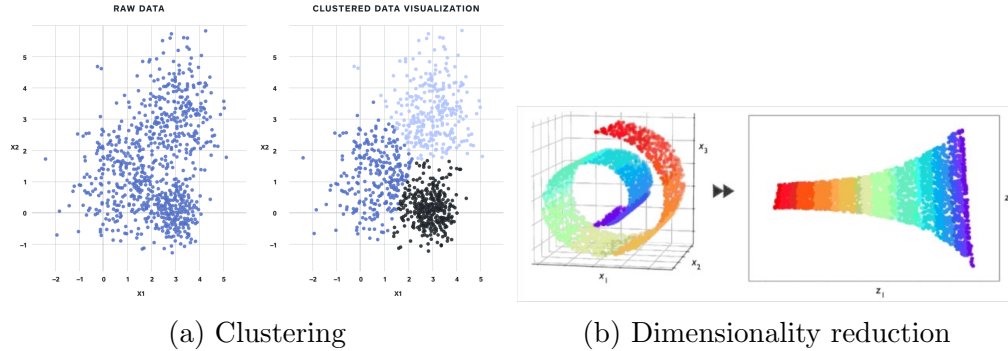 RAW DATA
CLUSTERED DATA VISUALIZATION
5
4
3
X2
2
1
0
−1
−2
−1
0
1
2
3
4
5
X1
5
4
3
X2
2
1
0
−1
−2
−1
0
1
2
3
4
5
X1
x3
x2
x1
z1
(a) Clustering
(b) Dimensionality reduction